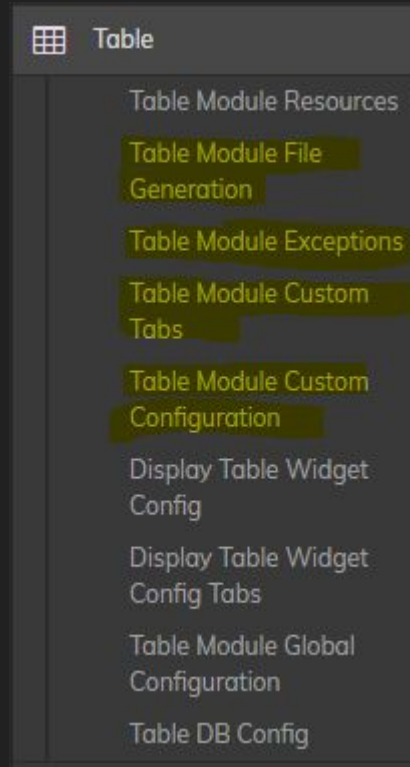 Table
Table Module Resources
Table Module File
Generation
Table Module Exceptions
Table Module Custom
Tabs
Table Module Custom
Configuration
Display Table Widget
Config
Display Table Widget
Config Tabs
Table Module Global
Configuration
Table DB Config